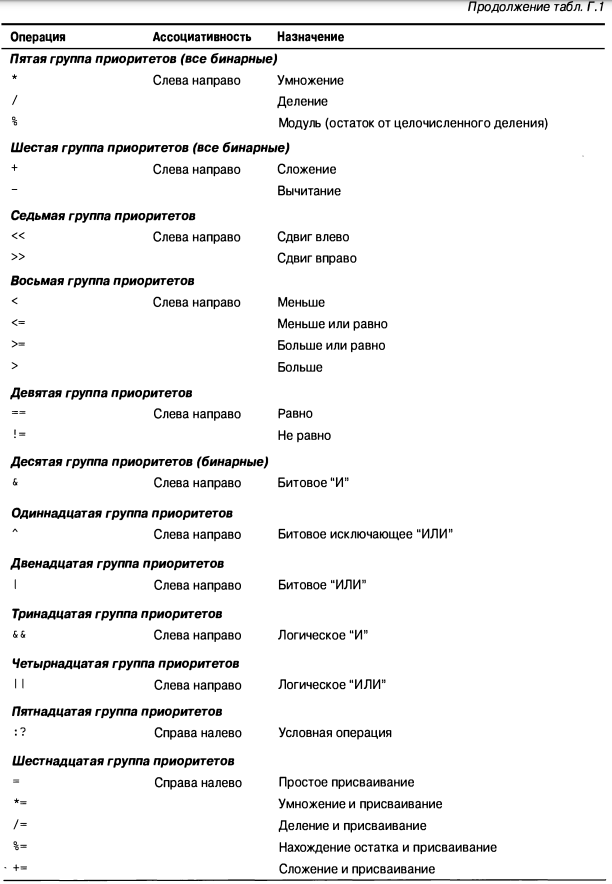 Продолжение табл. Г.1
Операция Ассоциативность Назначение
Пятая группа приоритетов (все бинарные)
* Слева направо Умножение
/ Деление
% Модуль (остаток от целочисленного деления)
Шестая группа приоритетов (все бинарные)
+ Слева направо Сложение
− Вычитание
Седьмая группа приоритетов
<< Слева направо Сдвиг влево
>> Сдвиг вправо
Восьмая группа приоритетов
< Слева направо Меньше
<= Меньше или равно
>= Больше или равно
> Больше
Девятая группа приоритетов
== Слева направо Равно
!= Не равно
Десятая группа приоритетов (бинарные)
& Слева направо Битовое “И”
Одиннадцатая группа приоритетов
^ Слева направо Битовое исключающее “ИЛИ”
Двенадцатая группа приоритетов
| Слева направо Битовое “ИЛИ”
Тринадцатая группа приоритетов
&& Слева направо Логическое “И”
Четырнадцатая группа приоритетов
|| Слева направо Логическое “ИЛИ”
Пятнадцатая группа приоритетов
:? Справа налево Условная операция
Шестнадцатая группа приоритетов
= Справа налево Простое присваивание
*= Умножение и присваивание
/= Деление и присваивание
%= Нахождение остатка и присваивание
+= Сложение и присваивание